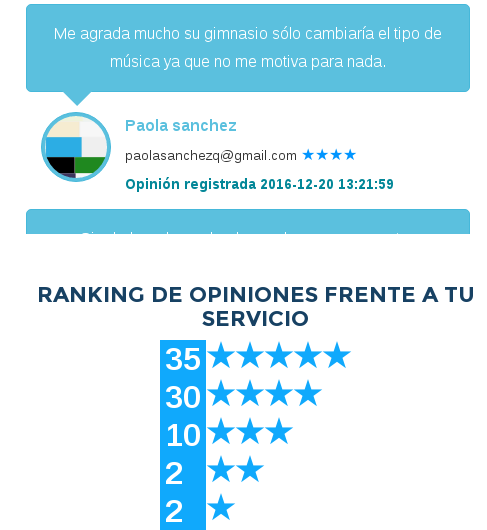 Me agrada mucho su gimnasio sólo cambiaría el tipo de
música ya que no me motiva para nada.
Paola sanchez
paolasanchezq@gmail.com ★★★★
Opinión registrada 2016-12-20 13:21:59
RANKING DE OPINIONES FRENTE A TU
SERVICIO
35 ★★★★★
30 ★★★★
10 ★★★
2 ★★
2 ★